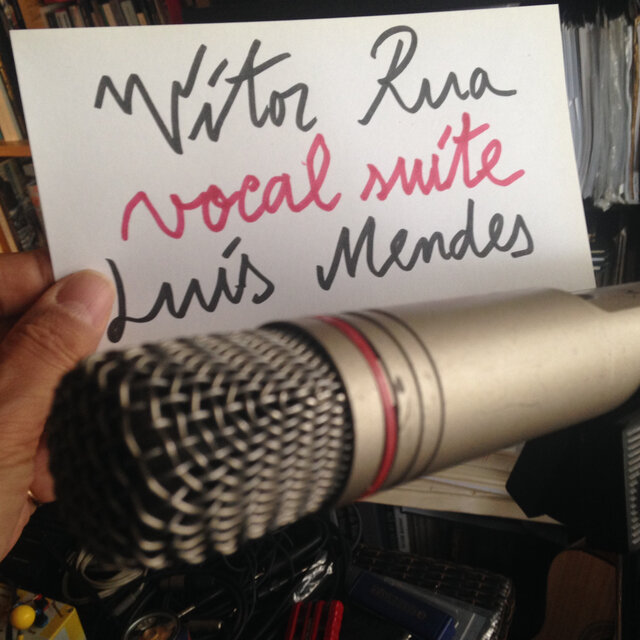 Vítor Rua
vocal suite
Luís Mendes